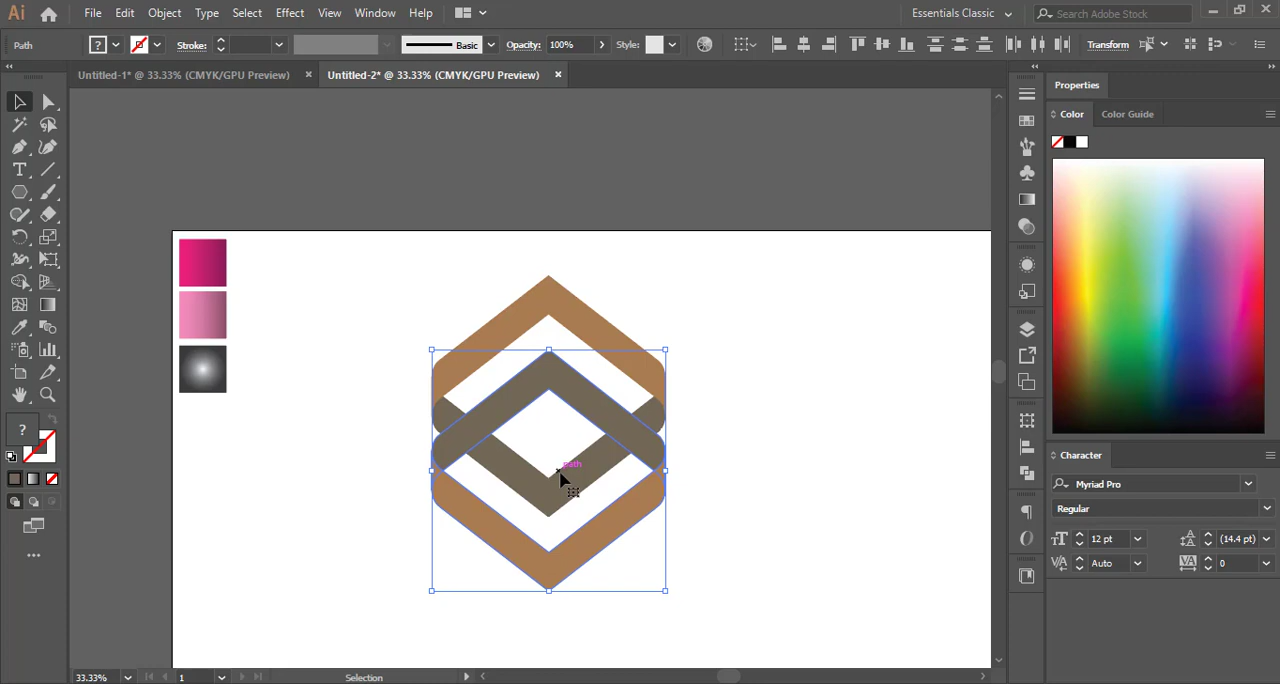 Ai File Edit Object Type Select Effect View Window Help Essentials Classic Search Adobe Stock
Path ? Stroke: Basic Opacity: 100% Style: Transform
Untitled-1* @ 33.33% (CMYK/GPU Preview) × Untitled-2* @ 33.33% (CMYK/GPU Preview) ×
Properties
Color Color Guide
path
?
Character
Myriad Pro
Regular
12 pt (14.4 pt)
Auto 0
33.33% 1 Selection